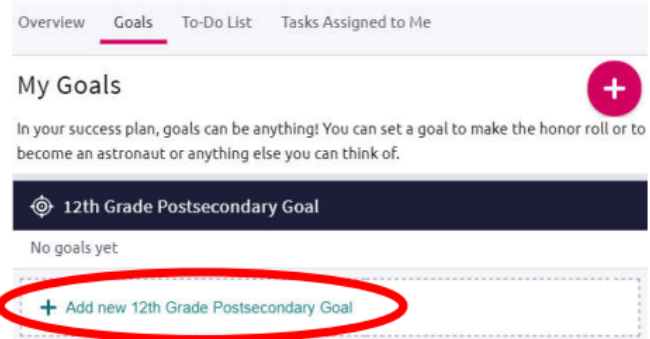 Overview Goals To-Do List Tasks Assigned to Me
My Goals
+
In your success plan, goals can be anything! You can set a goal to make the honor roll or to
become an astronaut or anything else you can think of.
12th Grade Postsecondary Goal
No goals yet
+ Add new 12th Grade Postsecondary Goal